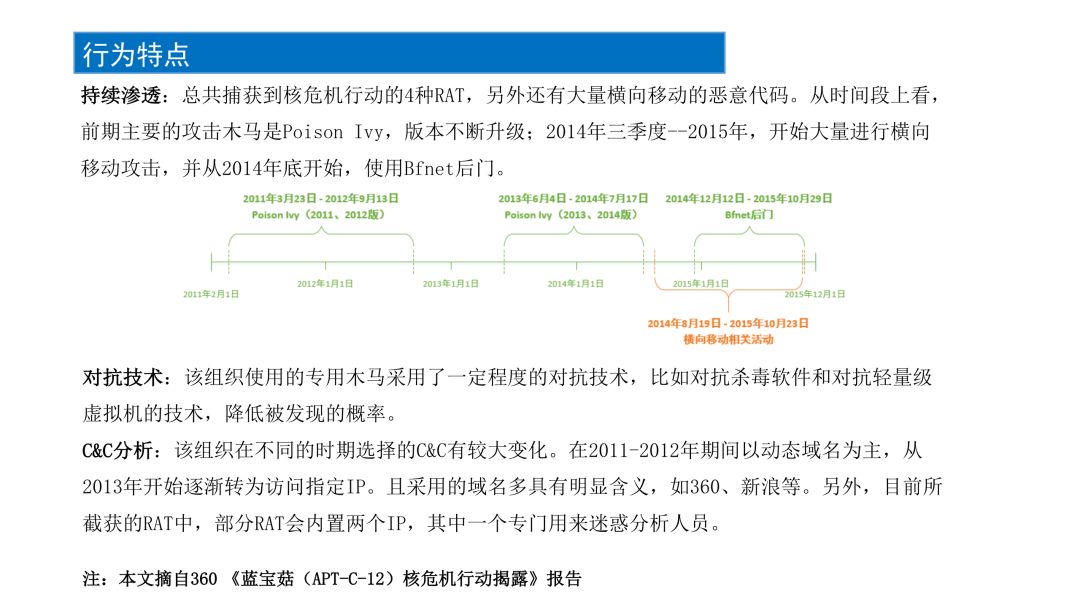 行为特点
持续渗透：总共捕获到核危机行动的4种RAT，另外还有大量横向移动的恶意代码。从时间段上看，
前期主要的攻击木马是Poison Ivy，版本不断升级；2014年三季度--2015年，开始大量进行横向
移动攻击，并从2014年底开始，使用Bfnet后门。
2011年3月23日 - 2012年9月13日
Poison Ivy（2011、2012版）
2013年6月4日 - 2014年7月17日
Poison Ivy（2013、2014版）
2014年12月12日 - 2015年10月29日
Bfnet后门
2011年2月1日
2012年1月1日
2013年1月1日
2014年1月1日
2015年1月1日
2015年12月1日
2014年8月19日 - 2015年10月23日
横向移动相关活动
对抗技术：该组织使用的专用木马采用了一定程度的对抗技术，比如对抗杀毒软件和对抗轻量级
虚拟机的技术，降低被发现的概率。
C&C分析：该组织在不同的时期选择的C&C有较大变化。在2011-2012年期间以动态域名为主，从
2013年开始逐渐转为访问指定IP。且采用的域名多具有明显含义，如360、新浪等。另外，目前所
截获的RAT中，部分RAT会内置两个IP，其中一个专门用来迷惑分析人员。
注：本文摘自360 《蓝宝菇（APT-C-12）核危机行动揭露》报告